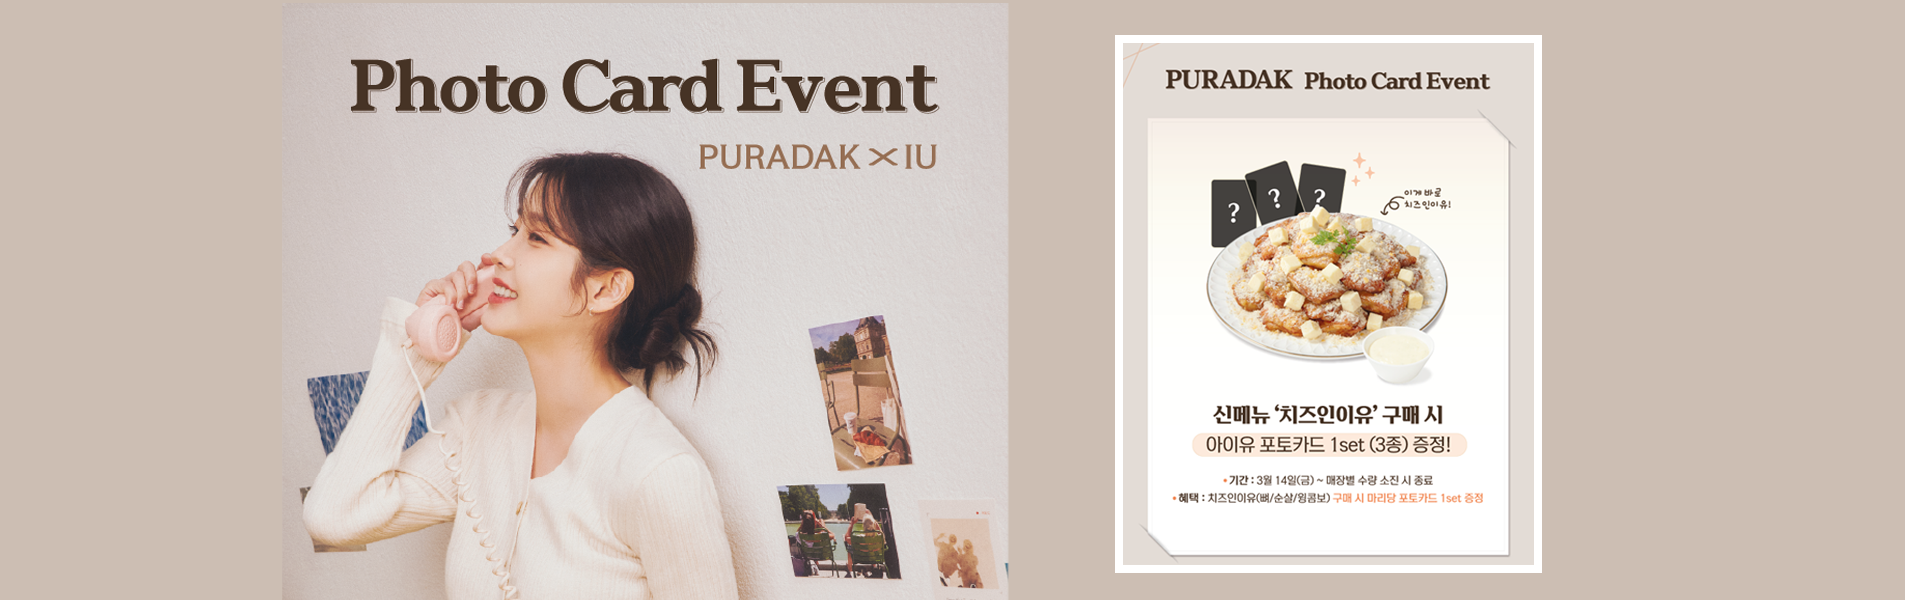 Photo Card Event
PURADAK × IU
PURADAK Photo Card Event
? ? ?
이게 바로
치즈인이유!
신메뉴 ‘치즈인이유’ 구매 시
아이유 포토카드 1set (3종) 증정!
• 기간 : 3월 14일(금) ~ 매장별 수량 소진 시 종료
• 혜택 : 치즈인이유(뼈/순살/윙콤보) 구매 시 마리당 포토카드 1set 증정